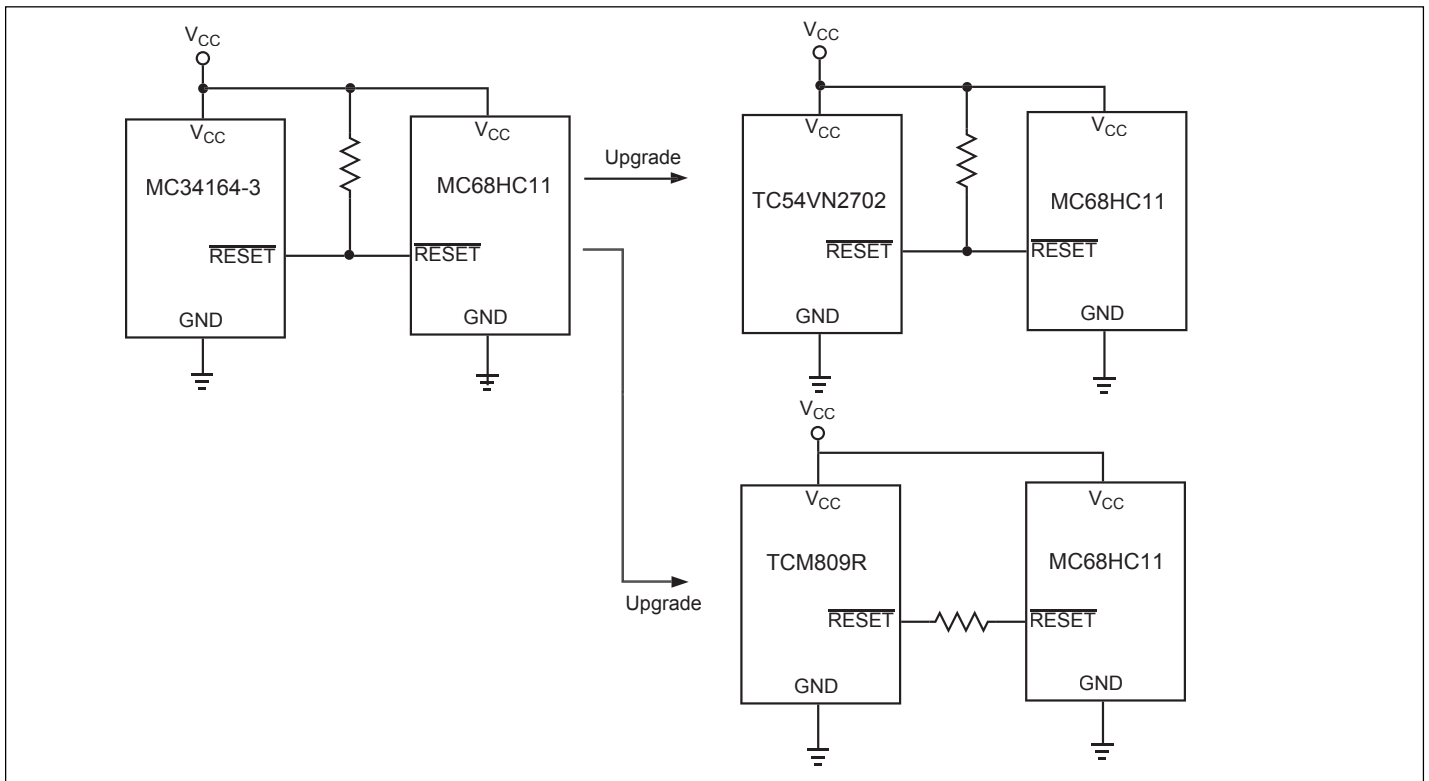 VCC
VCC
MC34164-3
RESET
GND
VCC
MC68HC11
RESET
GND
Upgrade
Upgrade
VCC
VCC
TC54VN2702
RESET
GND
VCC
MC68HC11
RESET
GND
VCC
VCC
TCM809R
RESET
GND
VCC
MC68HC11
RESET
GND